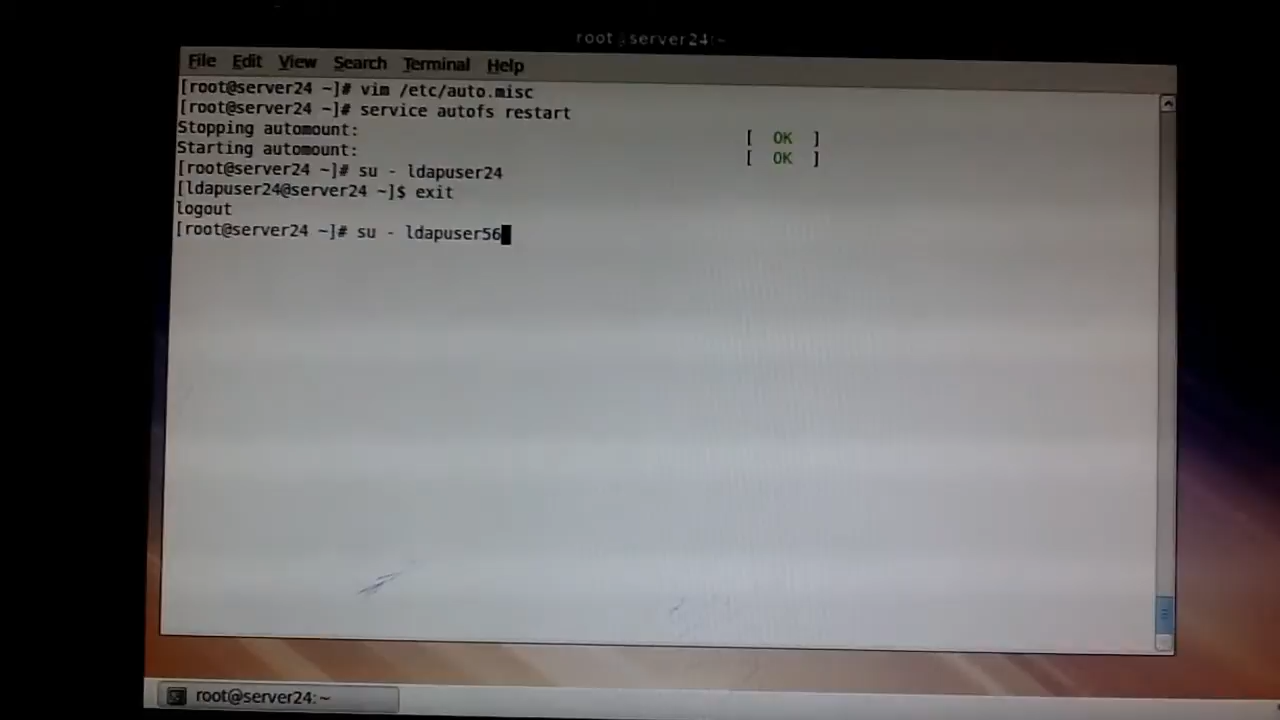 root@server24:~
File Edit View Search Terminal Help
[root@server24 ~]# vim /etc/auto.misc
[root@server24 ~]# service autofs restart
Stopping automount: [ OK ]
Starting automount: [ OK ]
[root@server24 ~]# su - ldapuser24
[ldapuser24@server24 ~]$ exit
logout
[root@server24 ~]# su - ldapuser56
root@server24:~